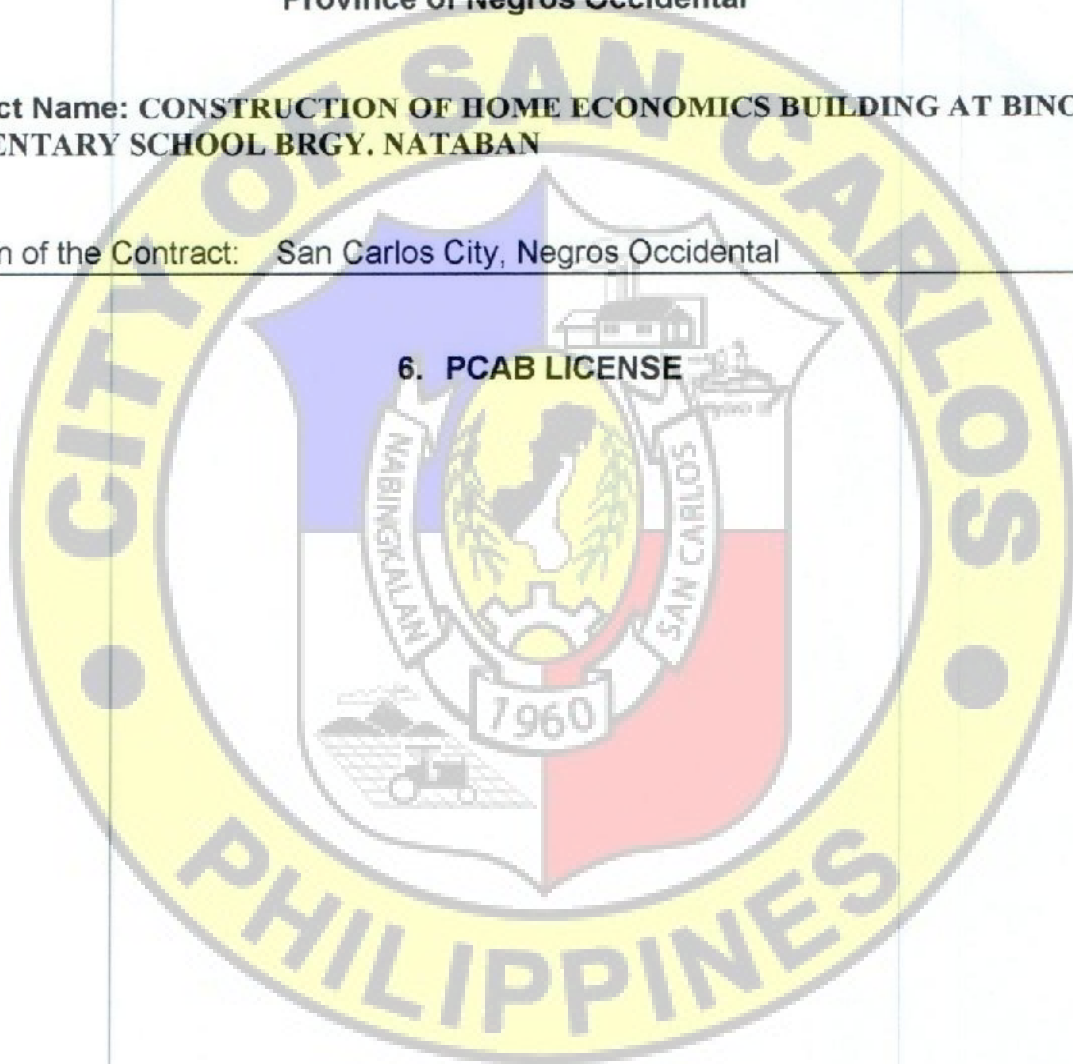 Province of Negros Occidental
ct Name: CONSTRUCTION OF HOME ECONOMICS BUILDING AT BINO
ENTARY SCHOOL BRGY. NATABAN
n of the Contract: San Carlos City, Negros Occidental
6. PCAB LICENSE
CITY OF SAN CARLOS
NABINGKALAN
SAN CARLOS
1960
PHILIPPINES